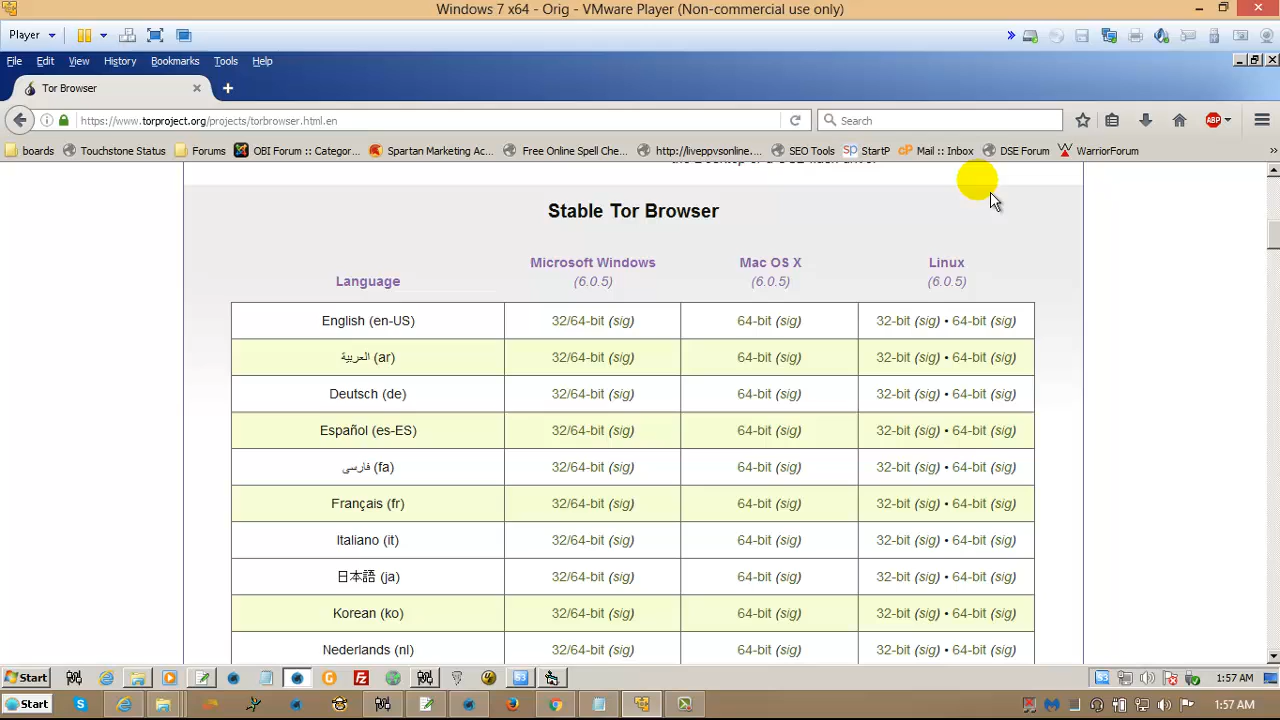 Windows 7 x64 - Orig - VMware Player (Non-commercial use only)
Player
File Edit View History Bookmarks Tools Help
Tor Browser
https://www.torproject.org/projects/torbrowser.html.en
Search
ABP
boards Touchstone Status Forums OBI Forum :: Categor... Spartan Marketing Ac... Free Online Spell Che... http://liveppvsonline.... SEO Tools StartP Mail :: Inbox DSE Forum WarriorForum
Stable Tor Browser
Language Microsoft Windows (6.0.5) Mac OS X (6.0.5) Linux (6.0.5)
English (en-US) 32/64-bit (sig) 64-bit (sig) 32-bit (sig) • 64-bit (sig)
العربية (ar) 32/64-bit (sig) 64-bit (sig) 32-bit (sig) • 64-bit (sig)
Deutsch (de) 32/64-bit (sig) 64-bit (sig) 32-bit (sig) • 64-bit (sig)
Español (es-ES) 32/64-bit (sig) 64-bit (sig) 32-bit (sig) • 64-bit (sig)
فارسی (fa) 32/64-bit (sig) 64-bit (sig) 32-bit (sig) • 64-bit (sig)
Français (fr) 32/64-bit (sig) 64-bit (sig) 32-bit (sig) • 64-bit (sig)
Italiano (it) 32/64-bit (sig) 64-bit (sig) 32-bit (sig) • 64-bit (sig)
日本語 (ja) 32/64-bit (sig) 64-bit (sig) 32-bit (sig) • 64-bit (sig)
Korean (ko) 32/64-bit (sig) 64-bit (sig) 32-bit (sig) • 64-bit (sig)
Nederlands (nl) 32/64-bit (sig) 64-bit (sig) 32-bit (sig) • 64-bit (sig)
Start 1:57 AM
Start 1:57 AM